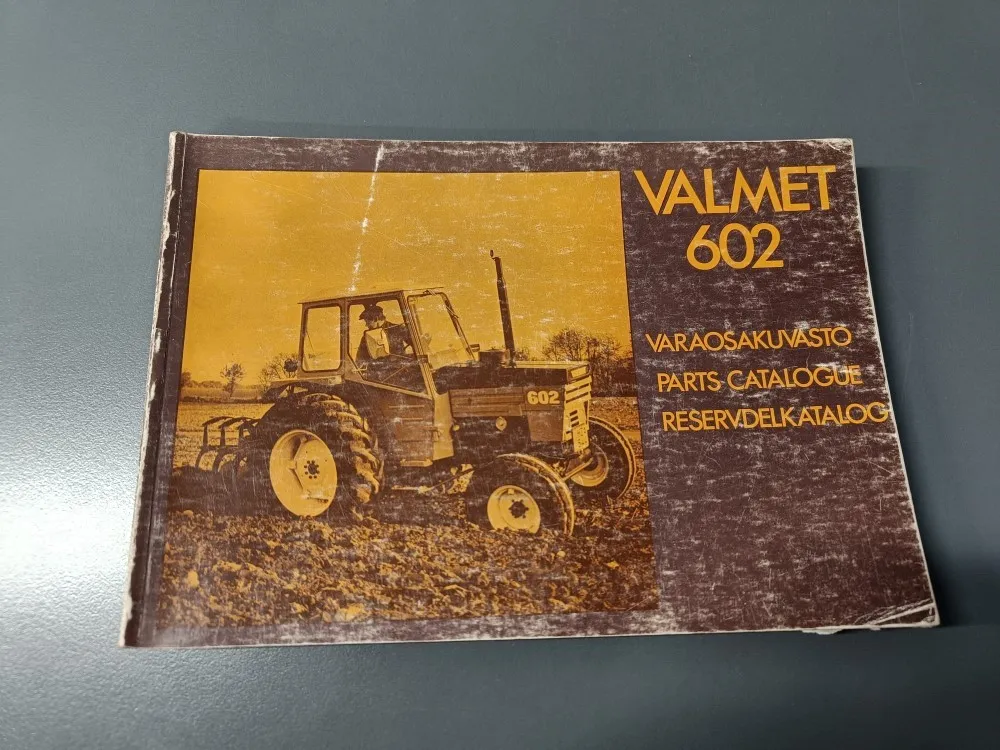 VALMET
602
VARAOSAKUVASTO
PARTS CATALOGUE
RESERVDELKATALOG
602